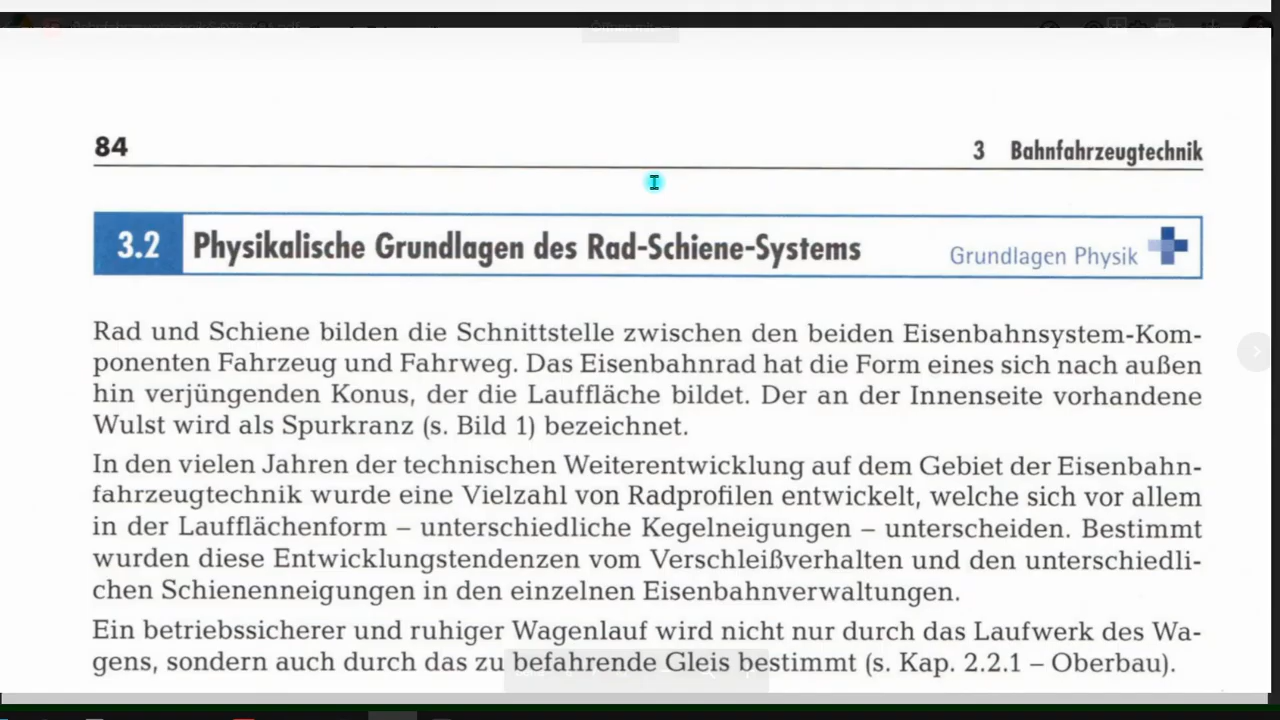 84
3 Bahnfahrzeugtechnik
3.2 Physikalische Grundlagen des Rad-Schiene-Systems
Grundlagen Physik
Rad und Schiene bilden die Schnittstelle zwischen den beiden Eisenbahnsystem-Kom-
ponenten Fahrzeug und Fahrweg. Das Eisenbahnrad hat die Form eines sich nach außen
hin verjüngenden Konus, der die Lauffläche bildet. Der an der Innenseite vorhandene
Wulst wird als Spurkranz (s. Bild 1) bezeichnet.
In den vielen Jahren der technischen Weiterentwicklung auf dem Gebiet der Eisenbahn-
fahrzeugtechnik wurde eine Vielzahl von Radprofilen entwickelt, welche sich vor allem
in der Laufflächenform – unterschiedliche Kegelneigungen – unterscheiden. Bestimmt
wurden diese Entwicklungstendenzen vom Verschleißverhalten und den unterschiedli-
chen Schienenneigungen in den einzelnen Eisenbahnverwaltungen.
Ein betriebssicherer und ruhiger Wagenlauf wird nicht nur durch das Laufwerk des Wa-
gens, sondern auch durch das zu befahrende Gleis bestimmt (s. Kap. 2.2.1 – Oberbau).